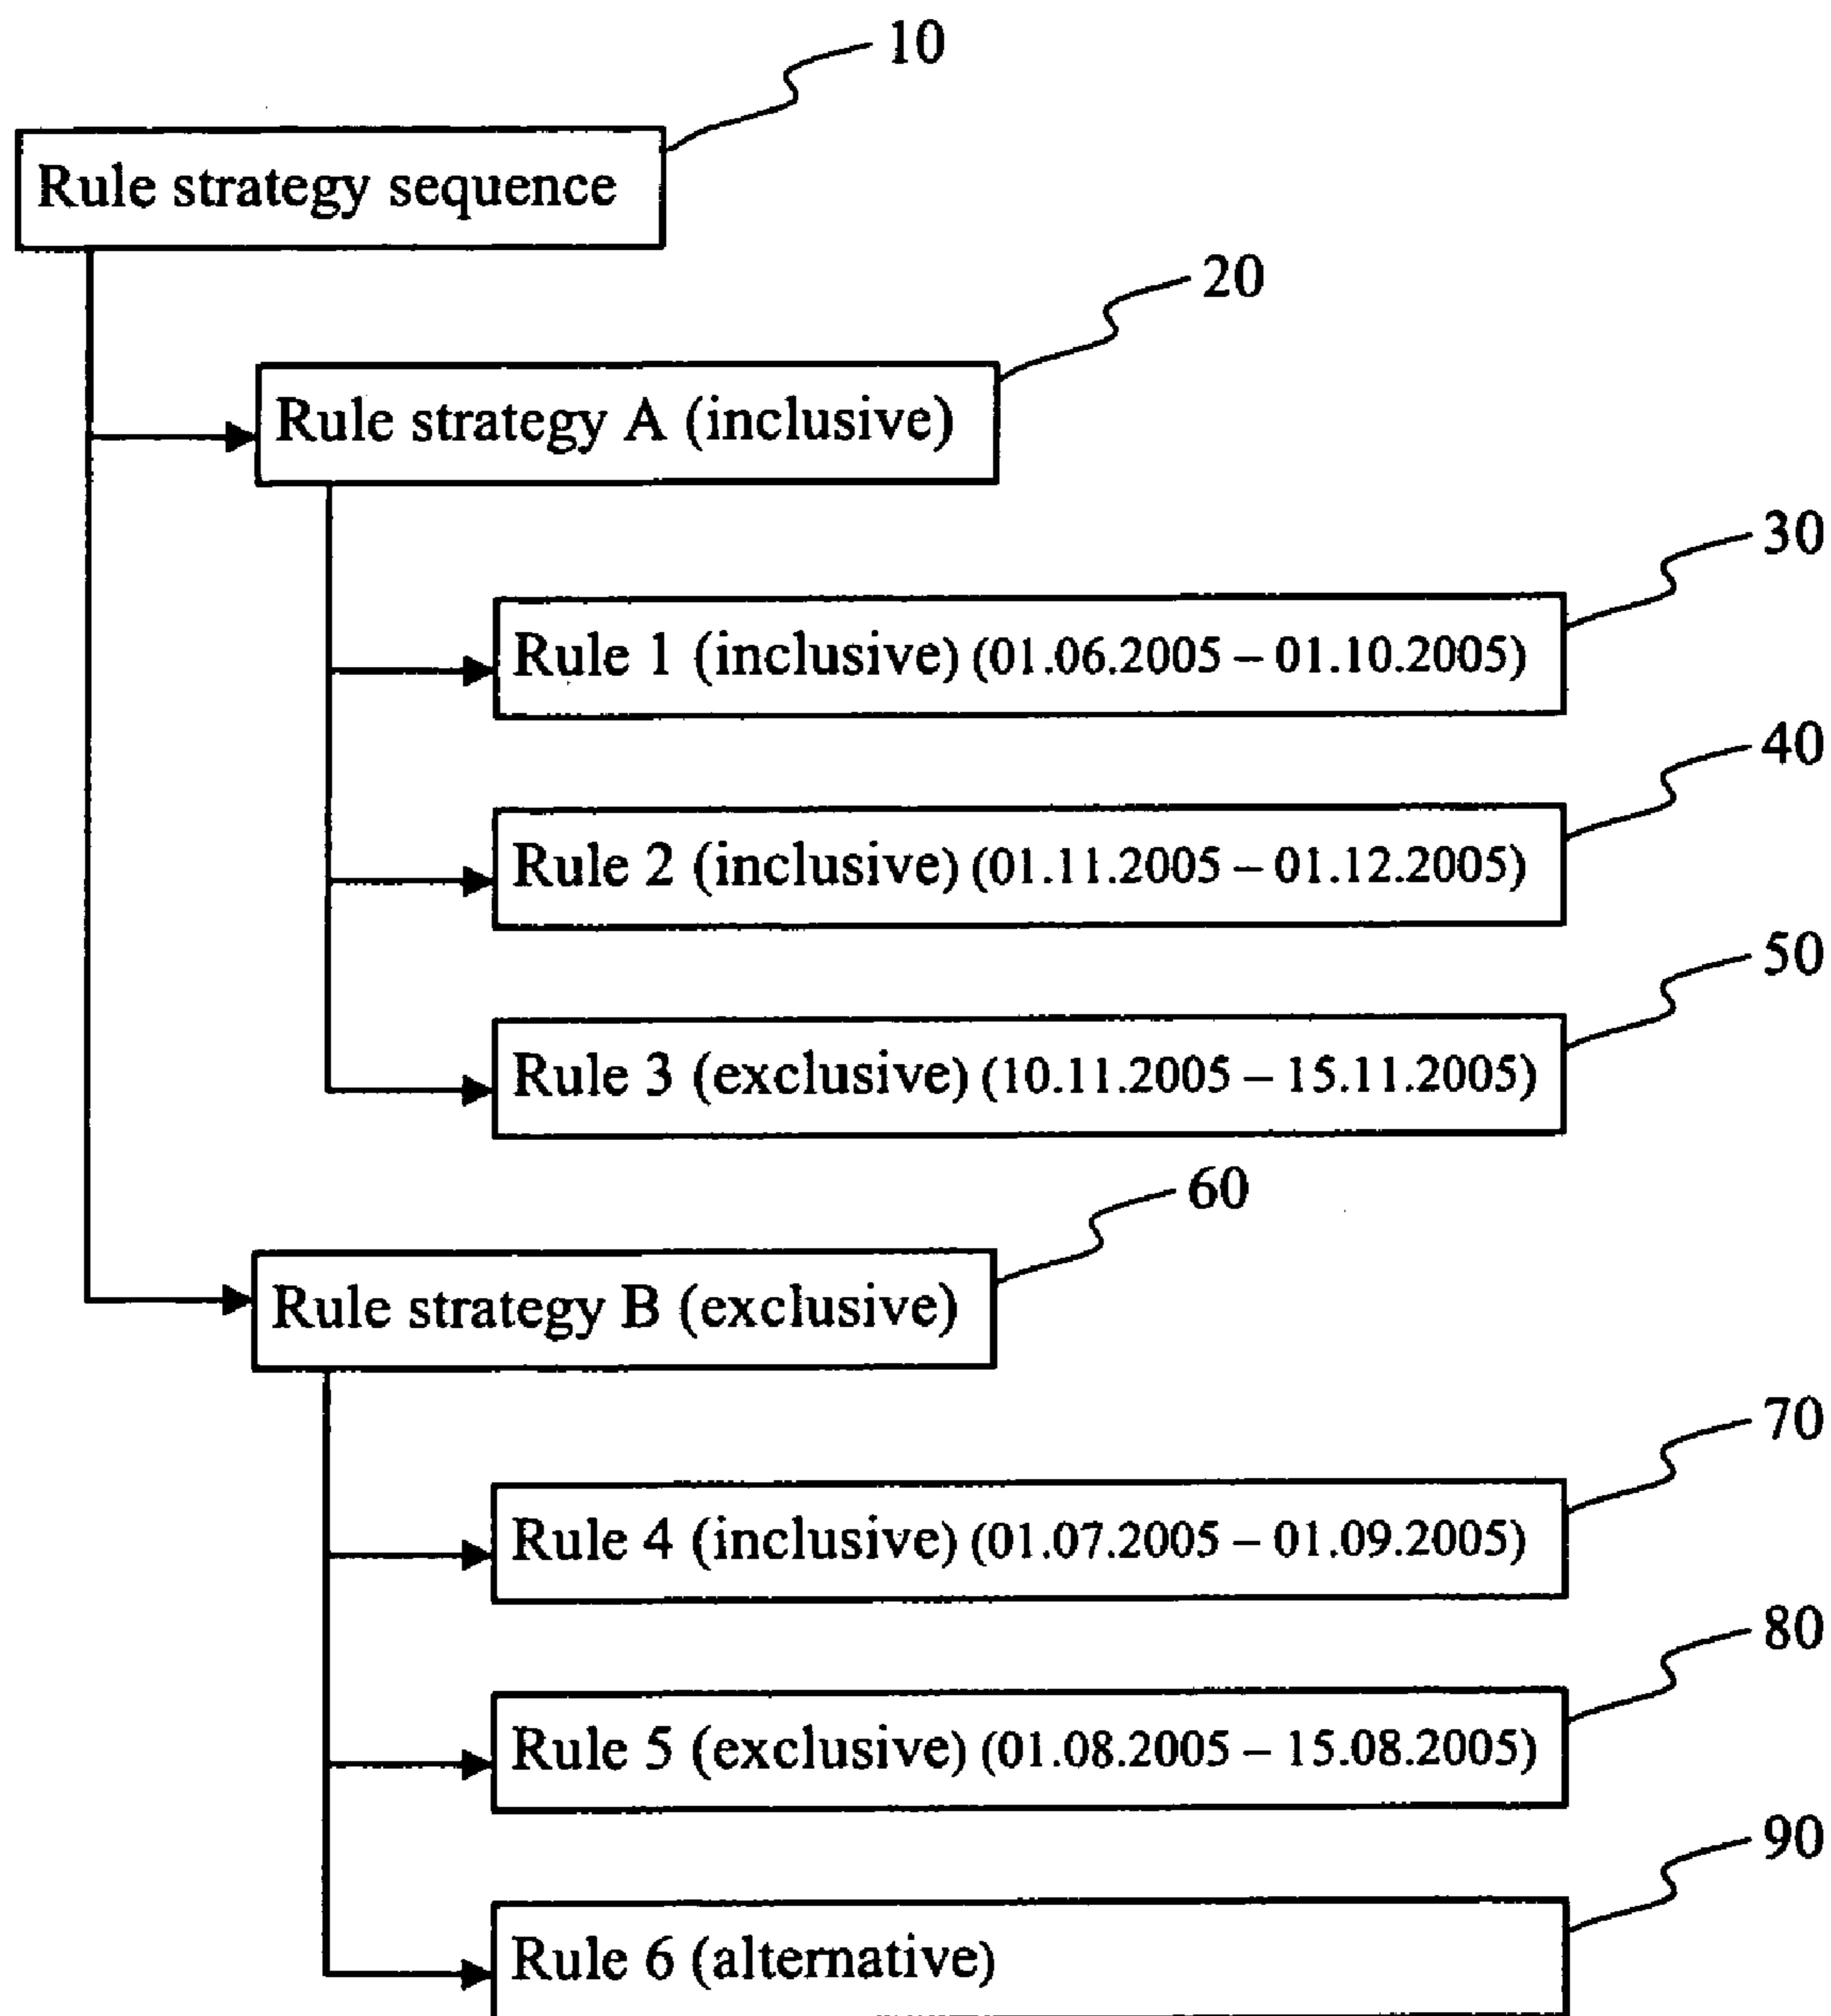 10
Rule strategy sequence
20
Rule strategy A (inclusive)
30
Rule 1 (inclusive) (01.06.2005 – 01.10.2005)
40
Rule 2 (inclusive) (01.11.2005 – 01.12.2005)
50
Rule 3 (exclusive) (10.11.2005 – 15.11.2005)
60
Rule strategy B (exclusive)
70
Rule 4 (inclusive) (01.07.2005 – 01.09.2005)
80
Rule 5 (exclusive) (01.08.2005 – 15.08.2005)
90
Rule 6 (alternative)